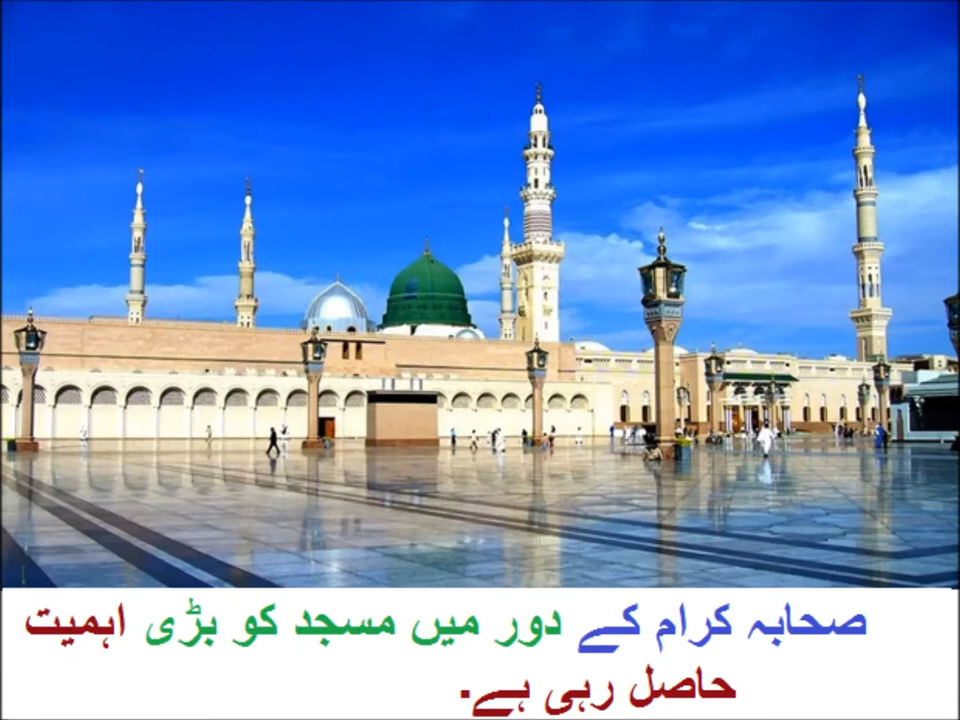 صحابہ کرام کے دور میں مسجد کو بڑی اہمیت
حاصل رہی ہے.